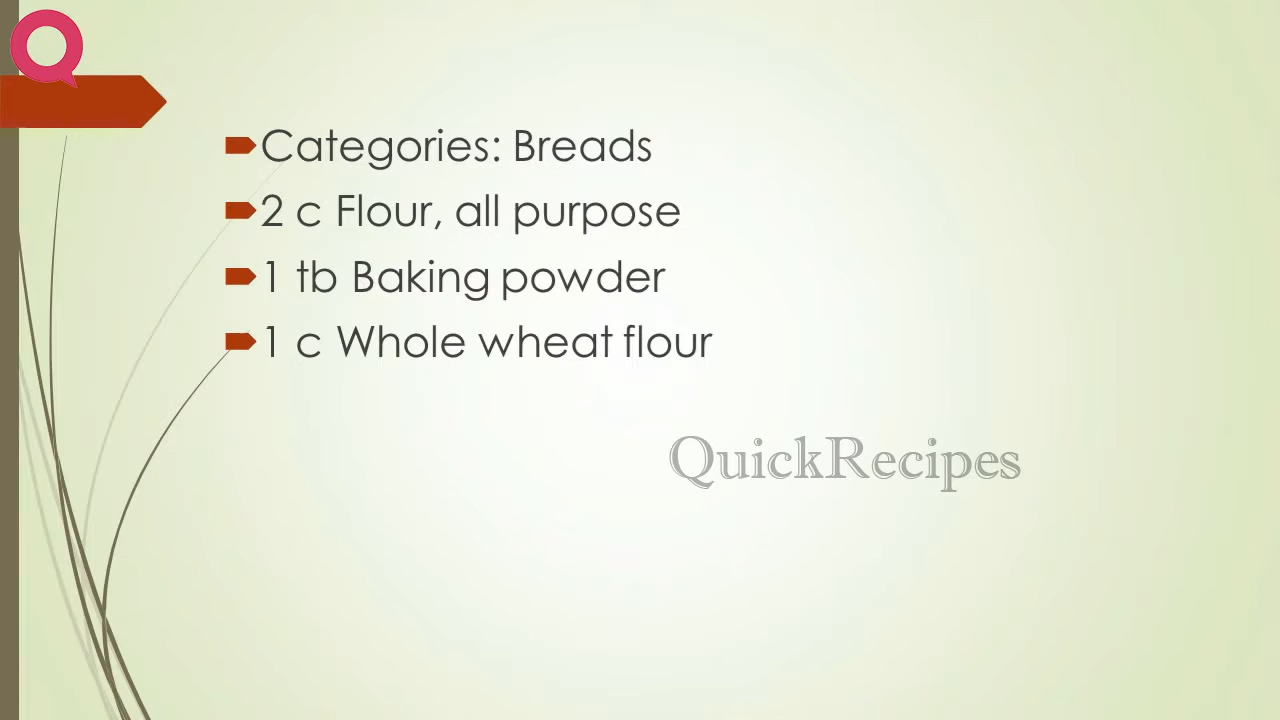 Categories: Breads
2 c Flour, all purpose
1 tb Baking powder
1 c Whole wheat flour
QuickRecipes